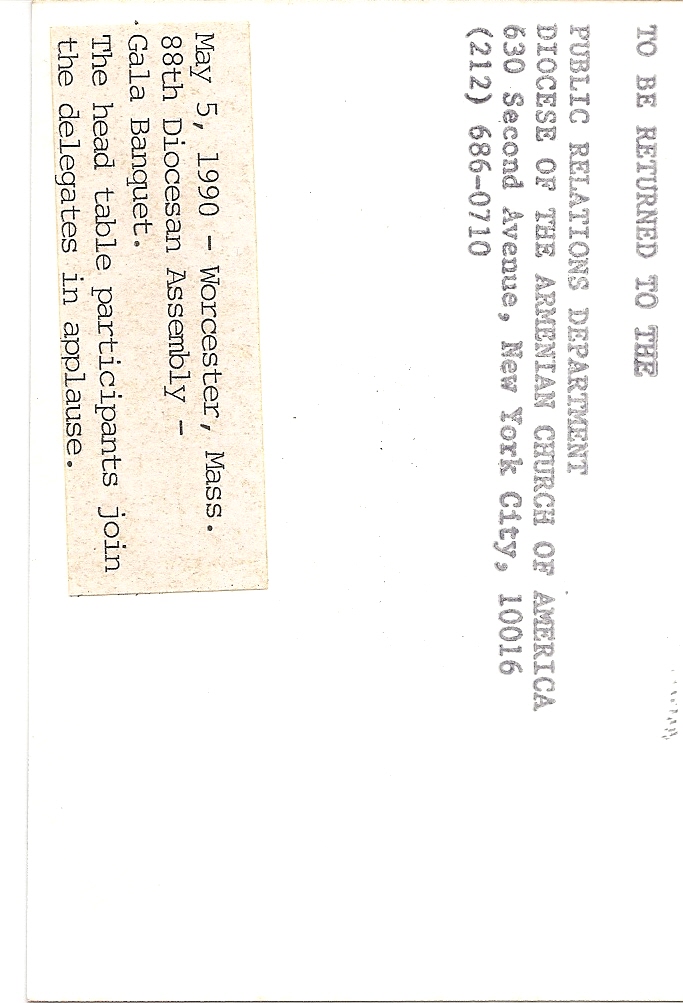 TO BE RETURNED TO THE
PUBLIC RELATIONS DEPARTMENT
DIOCESE OF THE ARMENIAN CHURCH OF AMERICA
630 Second Avenue, New York City, 10016
(212) 686-0710
May 5, 1990 - Worcester, Mass.
88th Diocesan Assembly -
Gala Banquet.
The head table participants join
the delegates in applause.